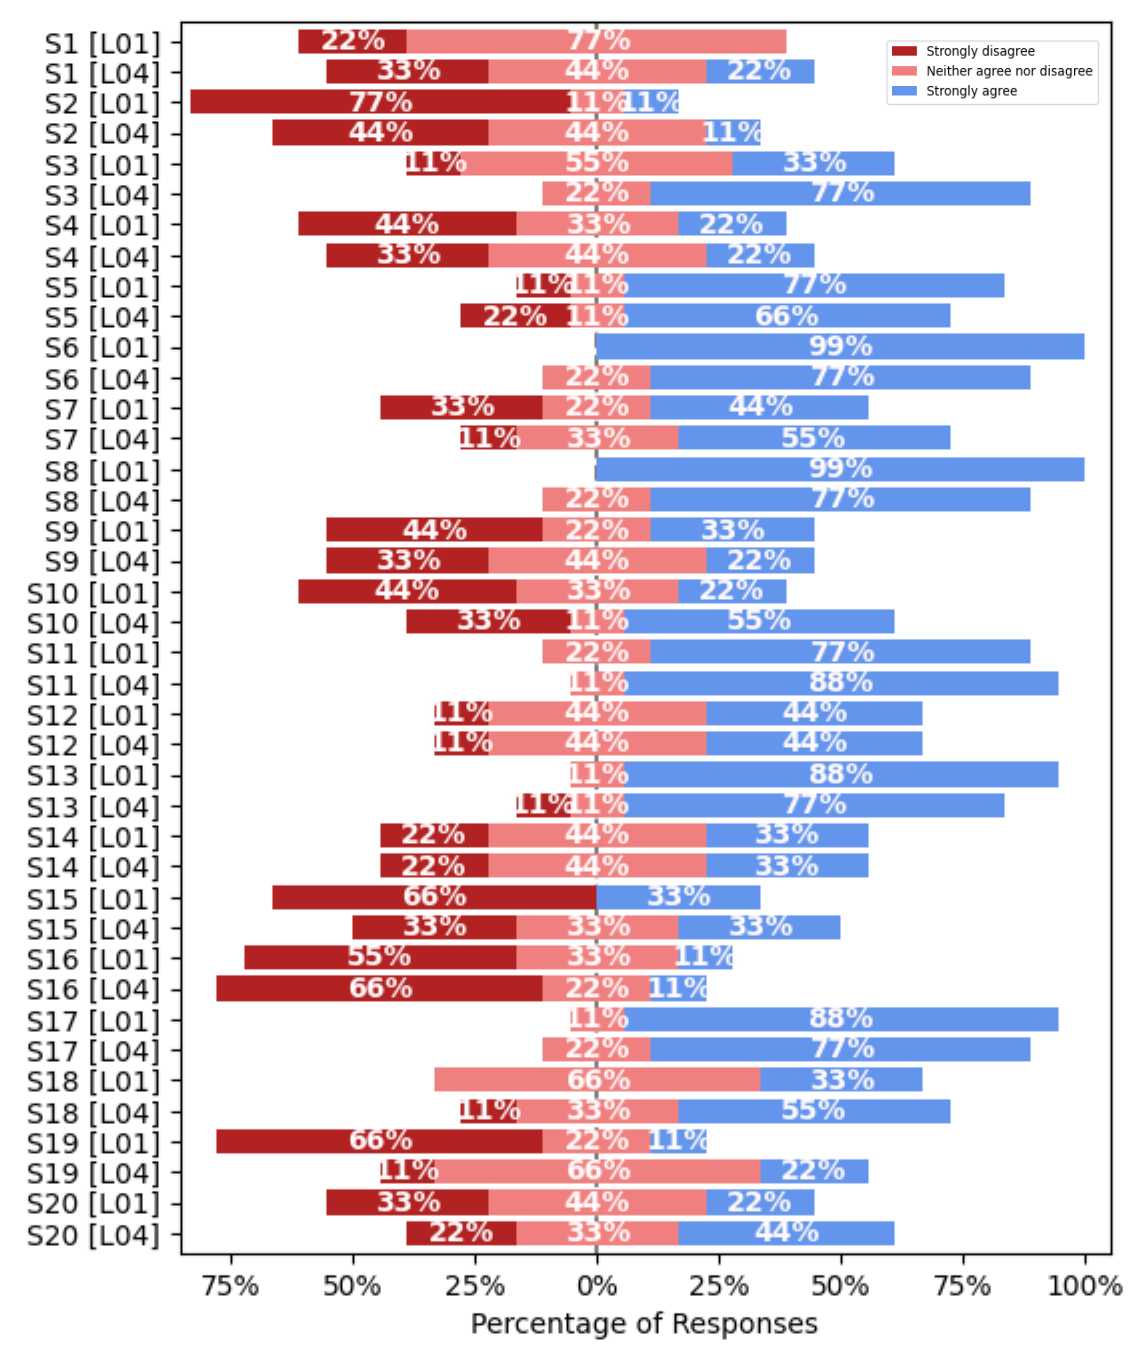 S1 [L01] 22% 77%
S1 [L04] 33% 44% 22%
S2 [L01] 77% 11% 11%
S2 [L04] 44% 44% 11%
S3 [L01] 11% 55% 33%
S3 [L04] 22% 77%
S4 [L01] 44% 33% 22%
S4 [L04] 33% 44% 22%
S5 [L01] 11% 11% 77%
S5 [L04] 22% 11% 66%
S6 [L01] 99%
S6 [L04] 22% 77%
S7 [L01] 33% 22% 44%
S7 [L04] 11% 33% 55%
S8 [L01] 99%
S8 [L04] 22% 77%
S9 [L01] 44% 22% 33%
S9 [L04] 33% 44% 22%
S10 [L01] 44% 33% 22%
S10 [L04] 33% 11% 55%
S11 [L01] 22% 77%
S11 [L04] 11% 88%
S12 [L01] 11% 44% 44%
S12 [L04] 11% 44% 44%
S13 [L01] 11% 88%
S13 [L04] 11% 11% 77%
S14 [L01] 22% 44% 33%
S14 [L04] 22% 44% 33%
S15 [L01] 66% 33%
S15 [L04] 33% 33% 33%
S16 [L01] 55% 33% 11%
S16 [L04] 66% 22% 11%
S17 [L01] 11% 88%
S17 [L04] 22% 77%
S18 [L01] 66% 33%
S18 [L04] 11% 33% 55%
S19 [L01] 66% 22% 11%
S19 [L04] 11% 66% 22%
S20 [L01] 33% 44% 22%
S20 [L04] 22% 33% 44%
Strongly disagree
Neither agree nor disagree
Strongly agree
75% 50% 25% 0% 25% 50% 75% 100%
Percentage of Responses